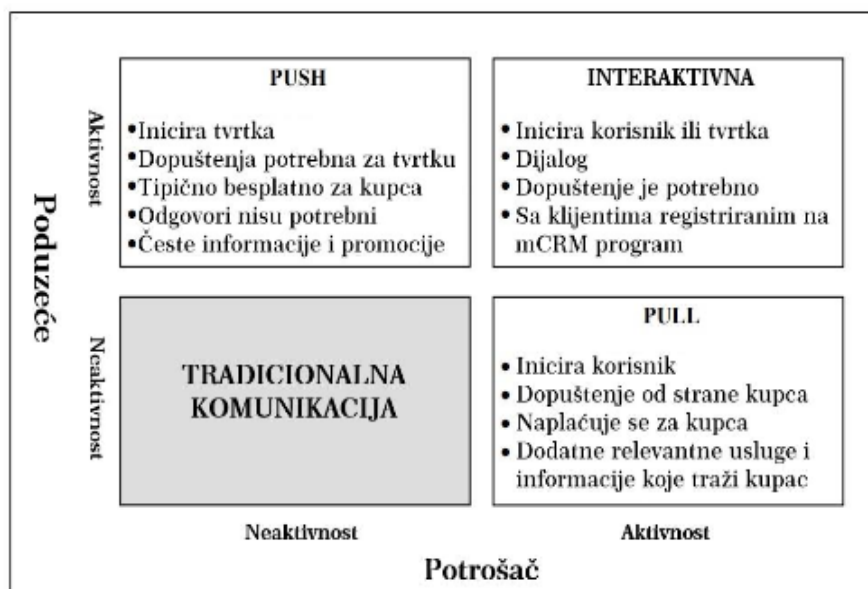 PUSH
•Inicira tvrtka
•Dopuštenja potrebna za tvrtku
•Tipično besplatno za kupca
•Odgovori nisu potrebni
•Česte informacije i promocije
INTERAKTIVNA
• Inicira korisnik ili tvrtka
• Dijalog
• Dopuštenje je potrebno
• Sa klijentima registriranim na
mCRM program
Poduzeće
Aktivnost
Neaktivnost
TRADICIONALNA
KOMUNIKACIJA
PULL
• Inicira korisnik
• Dopuštenje od strane kupca
• Naplaćuje se za kupca
• Dodatne relevantne usluge i
informacije koje traži kupac
Neaktivnost
Aktivnost
Potrošač